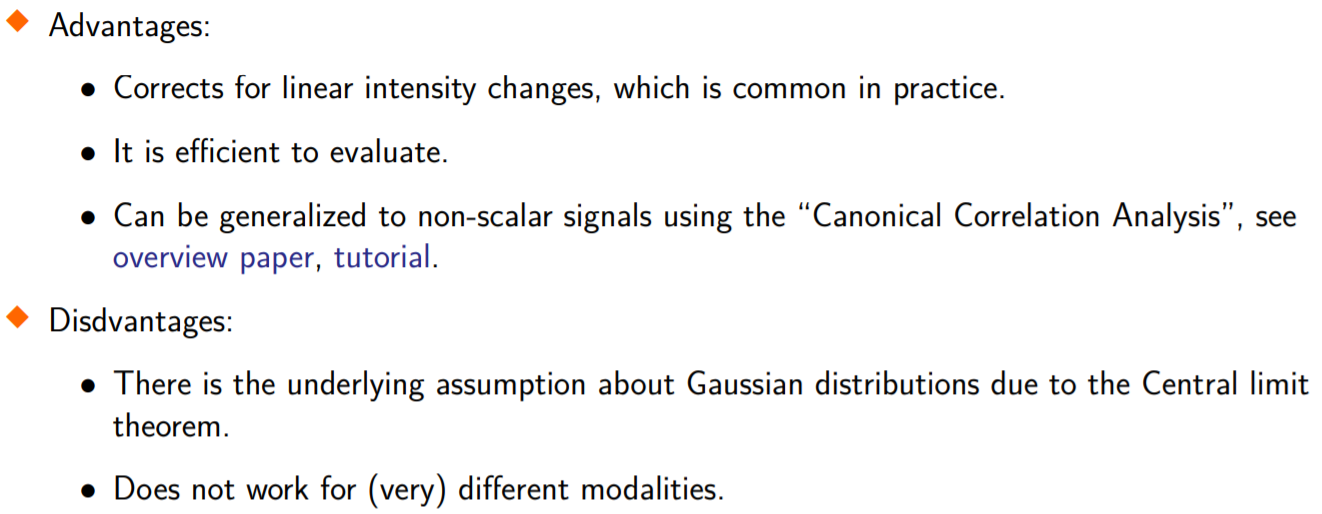 ◆ Advantages:
• Corrects for linear intensity changes, which is common in practice.
• It is efficient to evaluate.
• Can be generalized to non-scalar signals using the “Canonical Correlation Analysis”, see
overview paper, tutorial.
◆ Disdvantages:
• There is the underlying assumption about Gaussian distributions due to the Central limit
theorem.
• Does not work for (very) different modalities.